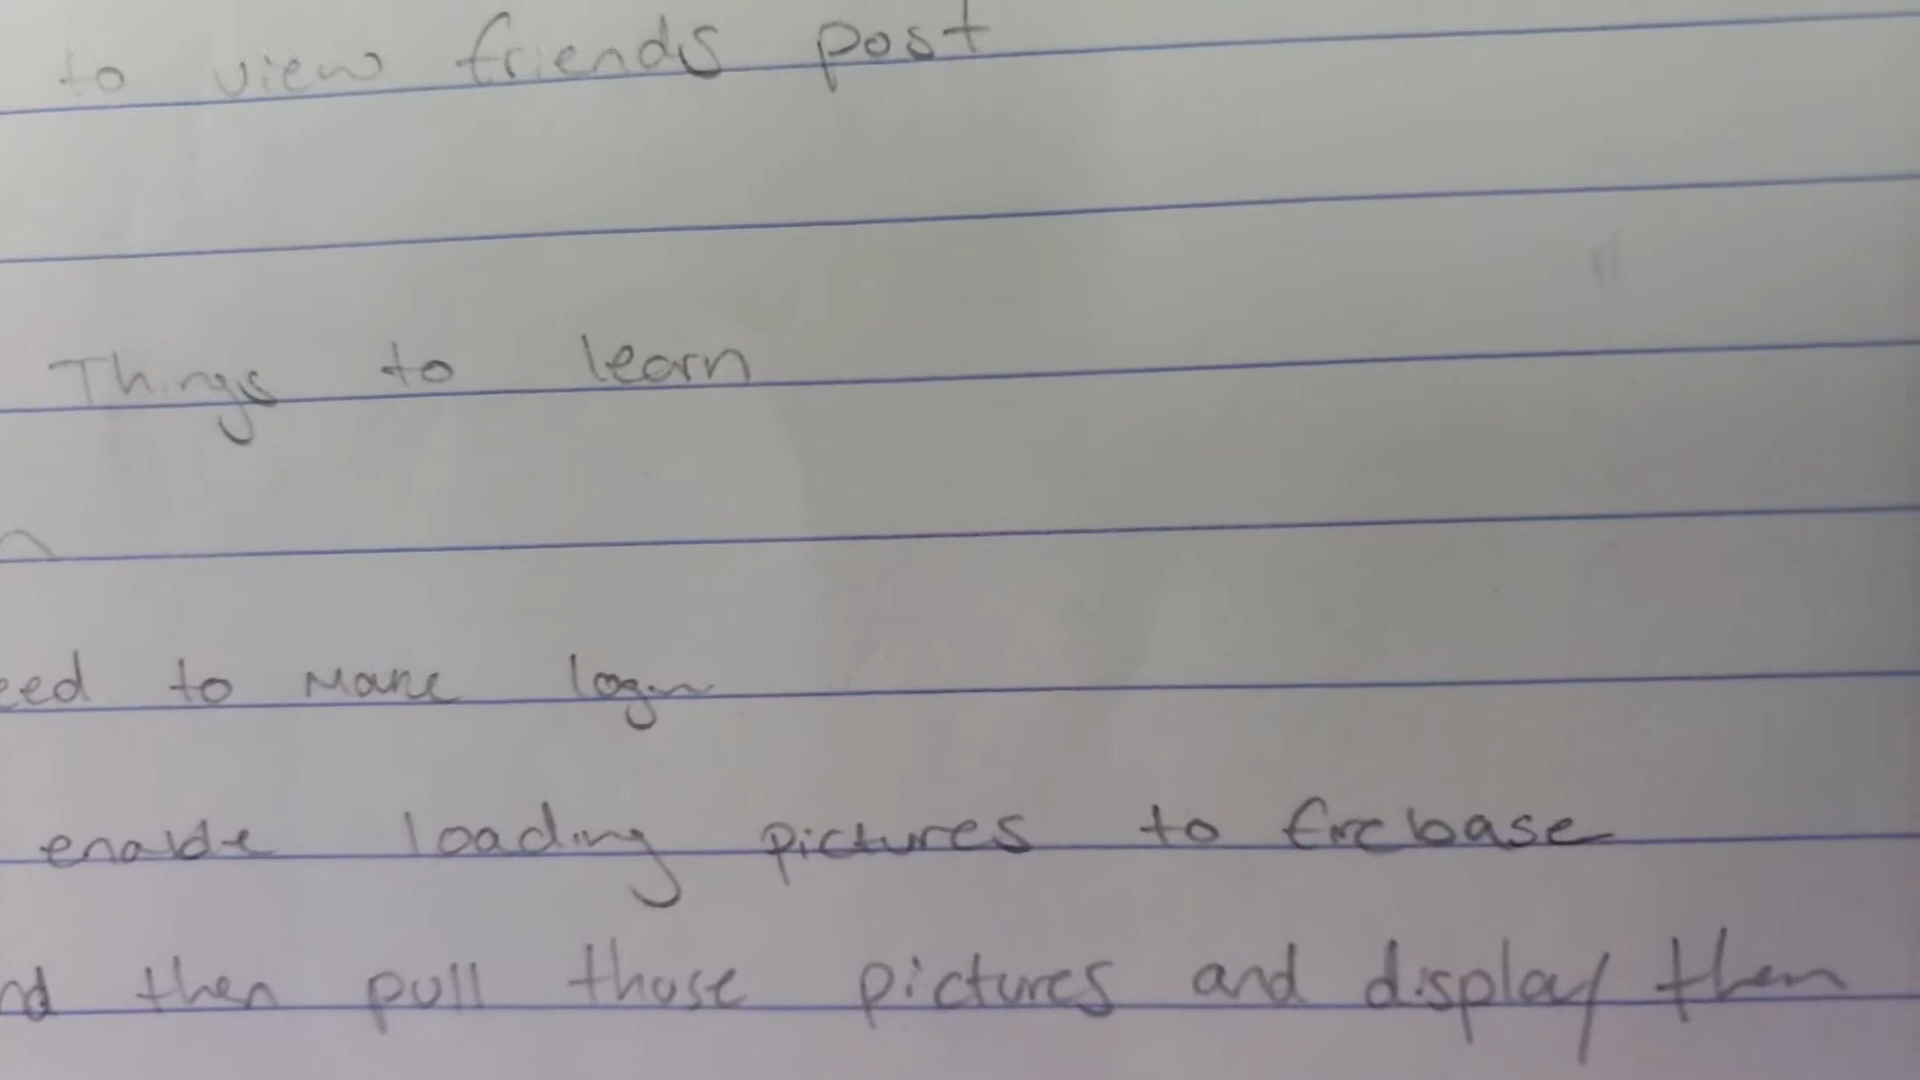 to view friends post
Things to learn
eed to make login
enable loading pictures to firebase
nd then pull those pictures and display them